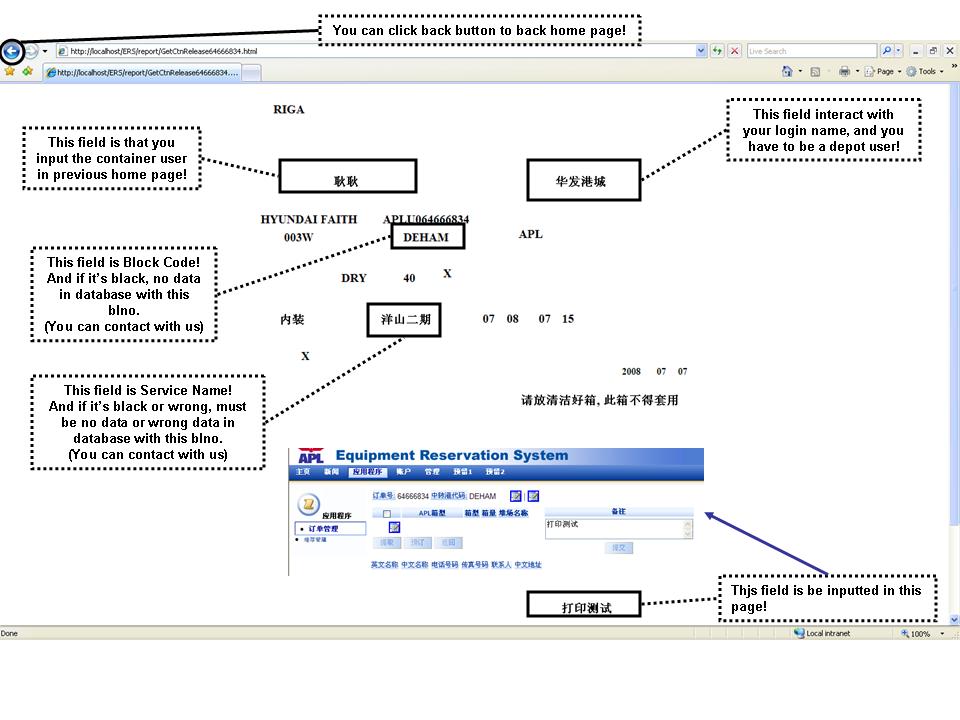 You can click back button to back home page!
http://localhost/ERS/report/GetCtnRelease64666834.html
Live Search
http://localhost/ERS/report/GetCtnRelease64666834....
Page
Tools
RIGA
This field is that you
input the container user
in previous home page!
This field interact with
your login name, and you
have to be a depot user!
耿耿
华发港城
HYUNDAI FAITH APLU064666834
003W DEHAM APL
This field is Block Code!
And if it's black, no data
in database with this
blno.
(You can contact with us)
DRY 40 X
内装 洋山二期 07 08 07 15
X
2008 07 07
This field is Service Name!
And if it's black or wrong, must
be no data or wrong data in
database with this blno.
(You can contact with us)
请放清洁好箱, 此箱不得套用
APL Equipment Reservation System
主页 新闻 应用程序 账户 管理 预留1 预留2
应用程序
订单管理
订单号: 64666834 中转港代码: DEHAM
APL箱型 箱型 箱量 堆场名称
备注
打印测试
提取 预订 返回
提交
英文名称 中文名称 电话号码 传真号码 联系人 中文地址
Thjs field is be inputted in this
page!
打印测试
Done
Local intranet
100%